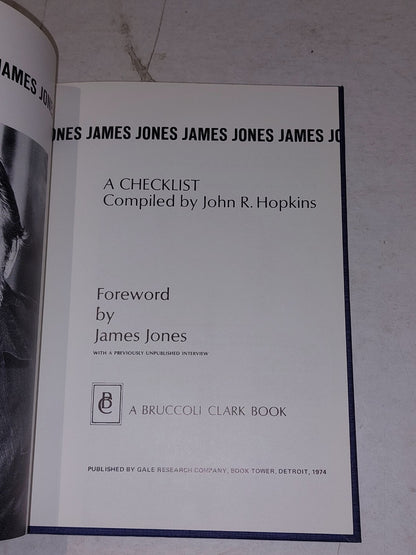 JAMES JONES
ONES JAMES JONES JAMES JONES JAMES JO
A CHECKLIST
Compiled by John R. Hopkins
Foreword
by
James Jones
WITH A PREVIOUSLY UNPUBLISHED INTERVIEW
BC
A BRUCCOLI CLARK BOOK
PUBLISHED BY GALE RESEARCH COMPANY, BOOK TOWER, DETROIT, 1974